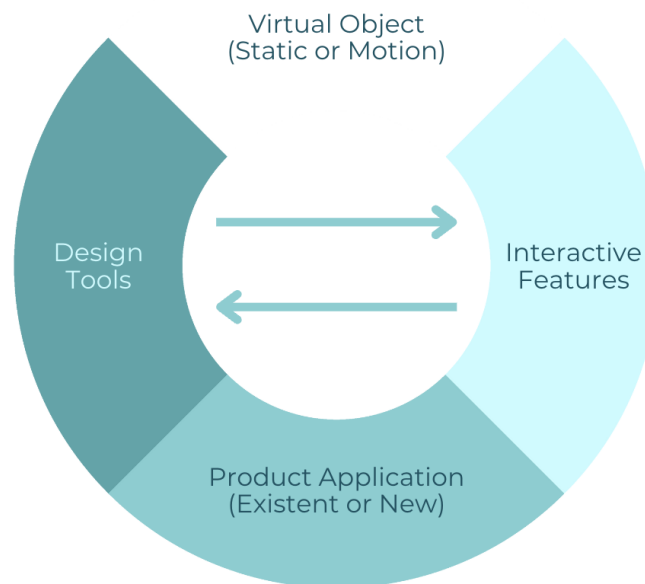 Virtual Object
(Static or Motion)
Design
Tools
Interactive
Features
Product Application
(Existent or New)